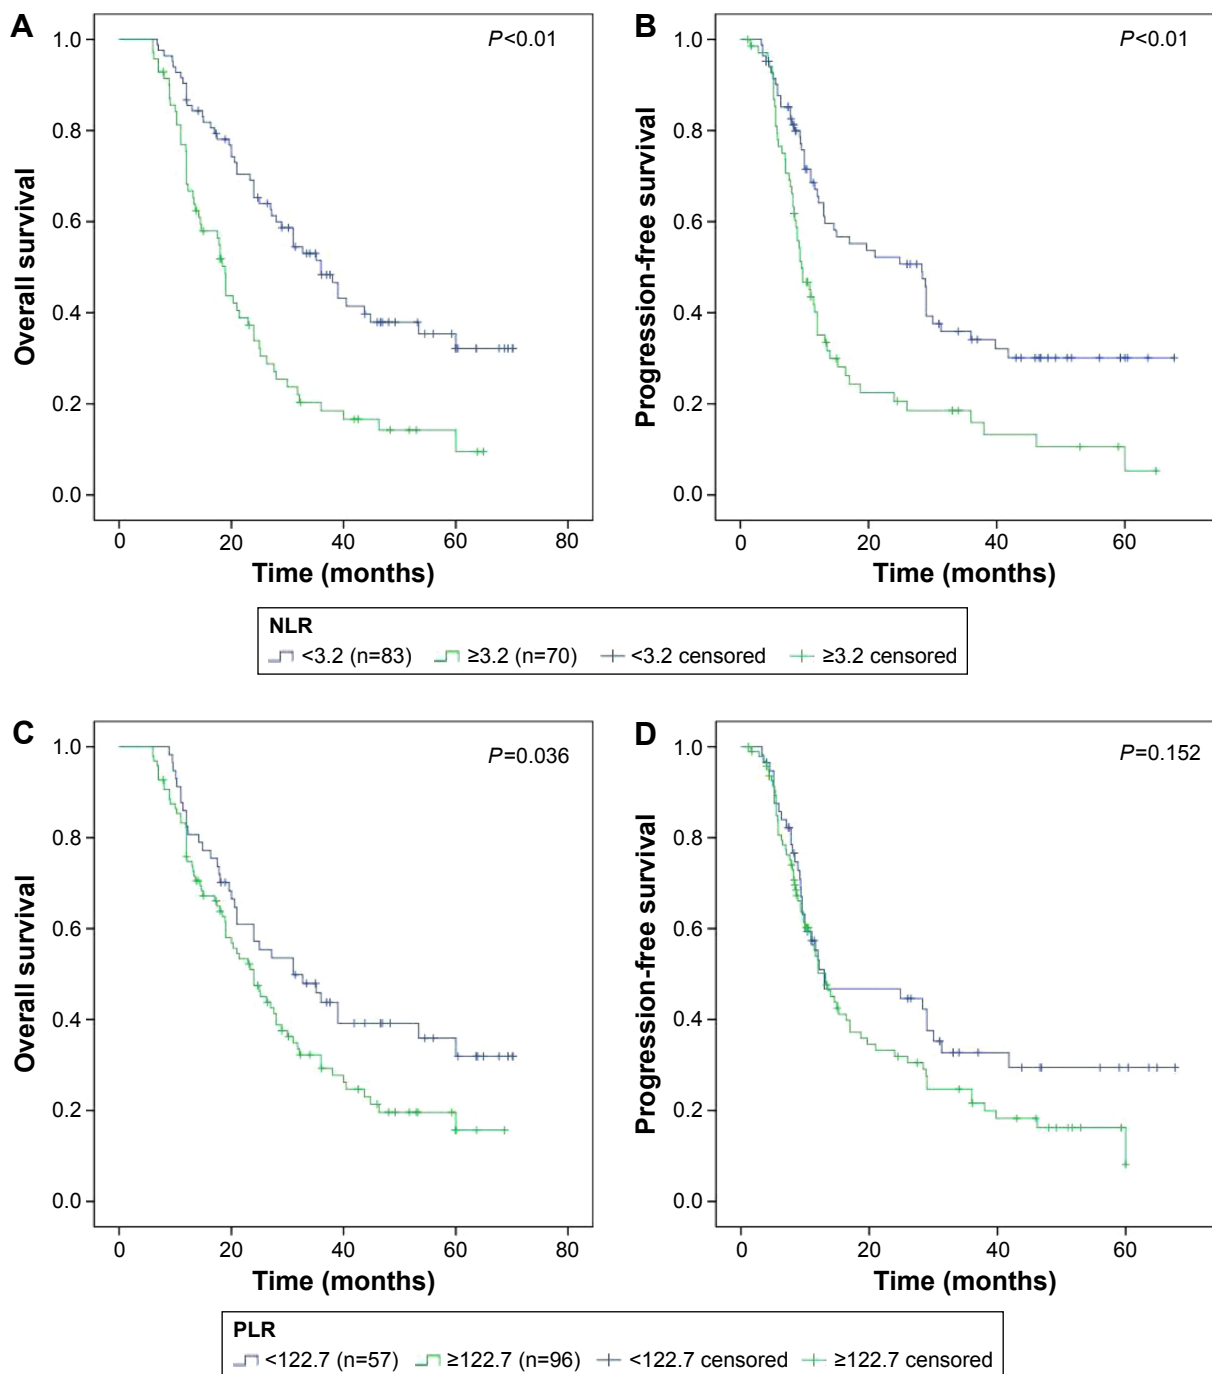 A
B
P<0.01
P<0.01
1.0
0.8
0.6
0.4
0.2
0.0
Overall survival
0 20 40 60 80
Time (months)
1.0
0.8
0.6
0.4
0.2
0.0
Progression-free survival
0 20 40 60
Time (months)
NLR
<3.2 (n=83) ≥3.2 (n=70) <3.2 censored ≥3.2 censored
C
D
P=0.036
P=0.152
1.0
0.8
0.6
0.4
0.2
0.0
Overall survival
0 20 40 60 80
Time (months)
1.0
0.8
0.6
0.4
0.2
0.0
Progression-free survival
0 20 40 60
Time (months)
PLR
<122.7 (n=57) ≥122.7 (n=96) <122.7 censored ≥122.7 censored